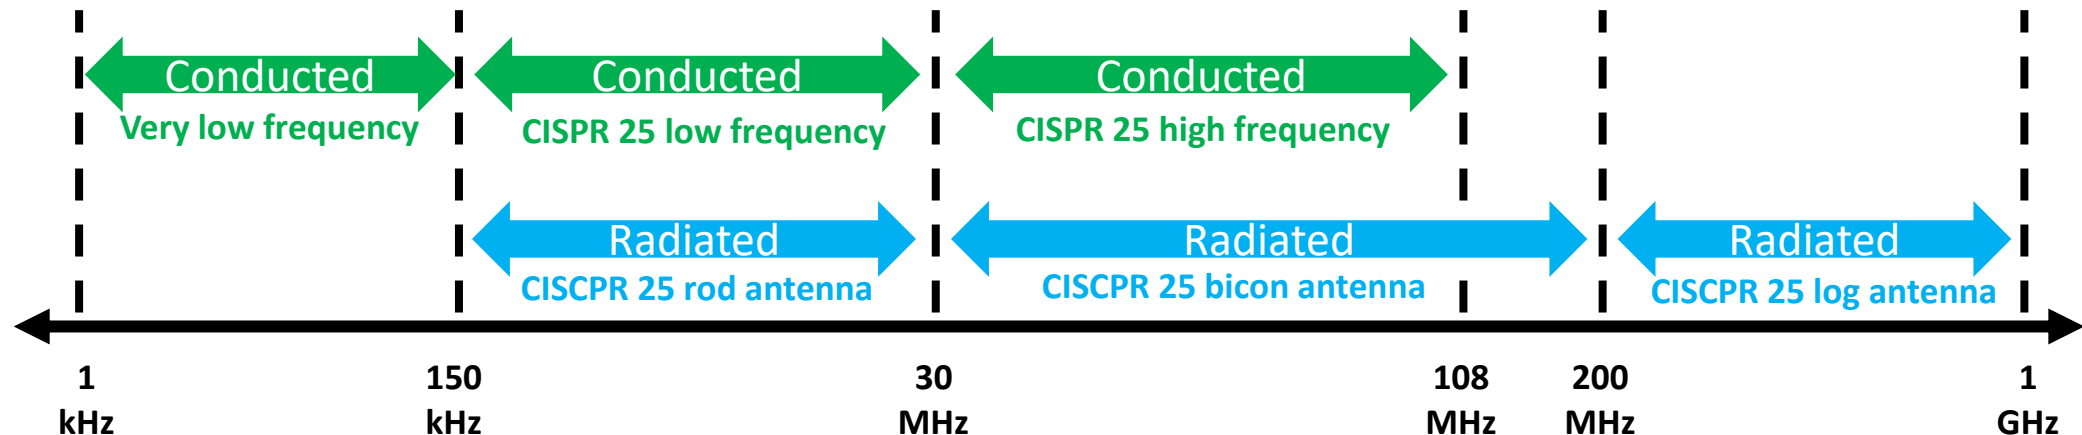 Conducted
Very low frequency
Conducted
CISPR 25 low frequency
Conducted
CISPR 25 high frequency
Radiated
CISCPR 25 rod antenna
Radiated
CISCPR 25 bicon antenna
Radiated
CISCPR 25 log antenna
1
kHz
150
kHz
30
MHz
108
MHz
200
MHz
1
GHz